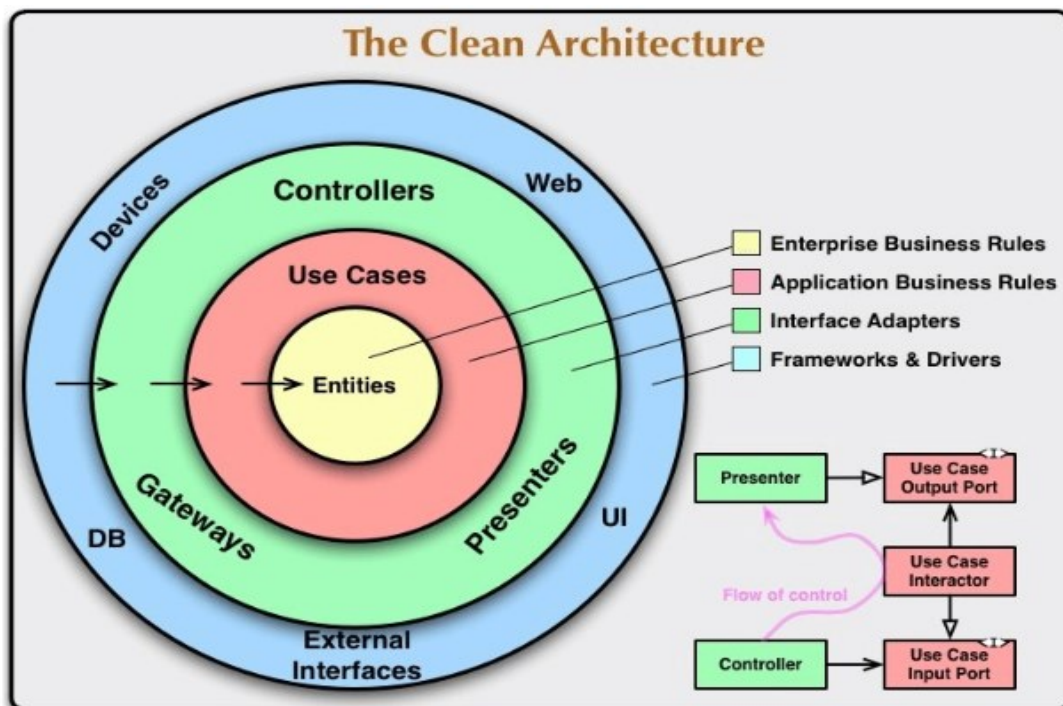 The Clean Architecture
Devices
Web
Controllers
Use Cases
Entities
Gateways
Presenters
DB
UI
External
Interfaces
Enterprise Business Rules
Application Business Rules
Interface Adapters
Frameworks & Drivers
Presenter
<I>
Use Case
Output Port
Flow of control
Use Case
Interactor
Controller
<I>
Use Case
Input Port